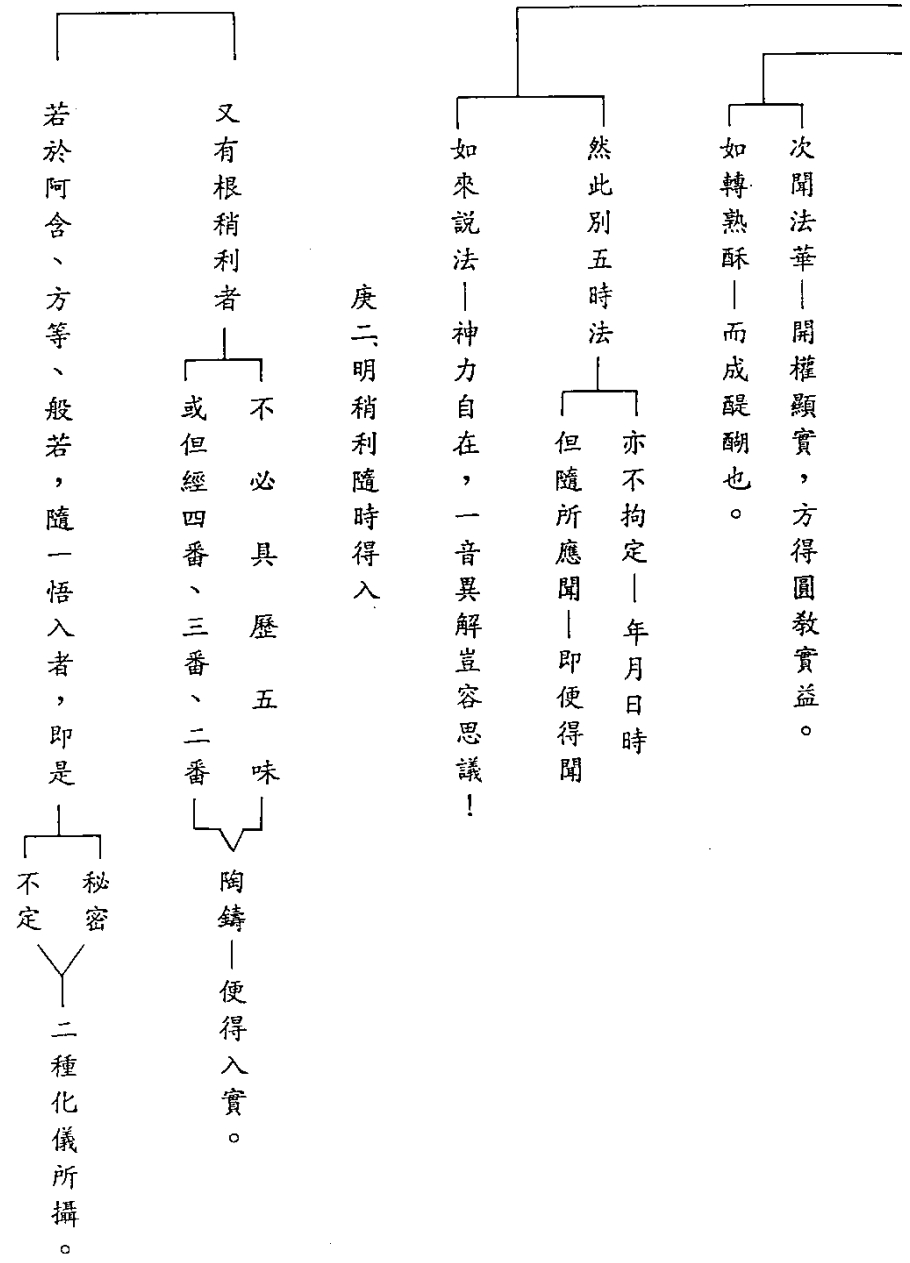 次聞法華—開權顯實，方得圓教實益。
如轉熟酥—而成醍醐也。
然此別五時法
亦不拘定—年月日時
但隨所應聞—即便得聞
如來説法—神力自在，一音異解豈容思議！
庚二、明稍利隨時得入
又有根稍利者
不必具歷五味
或但經四番、三番、二番
陶鑄—便得入實。
若於阿含、方等、般若，隨一悟入者，即是
秘密
不定
二種化儀所攝。